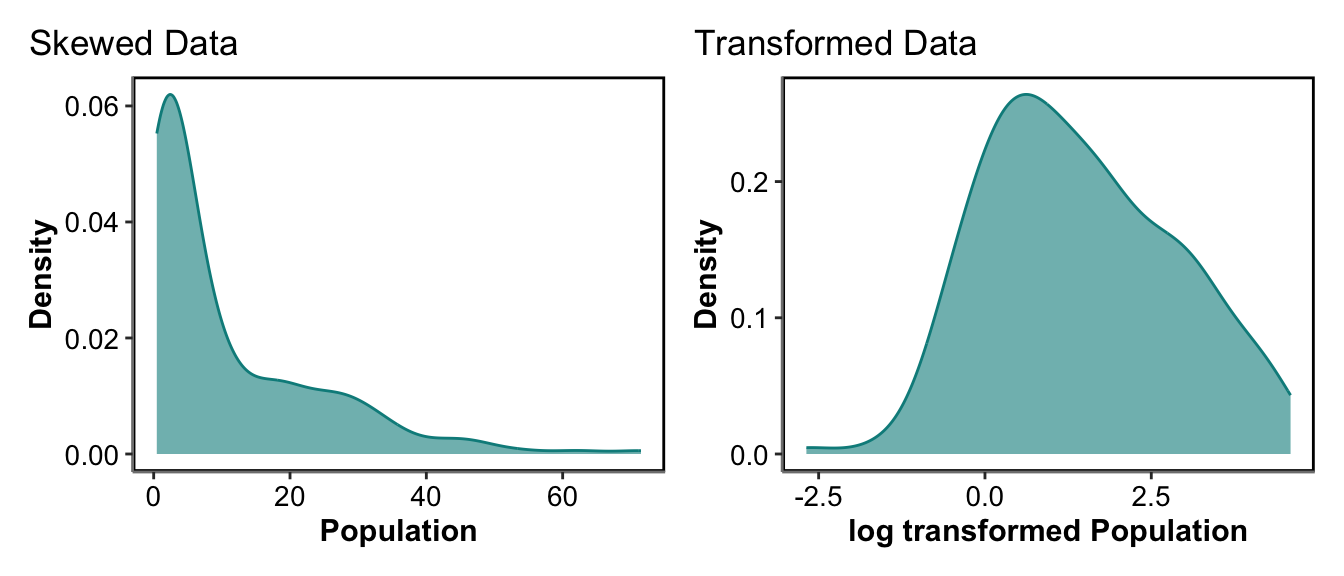 Skewed Data
Density
0.06
0.04
0.02
0.00
0 20 40 60
Population
Transformed Data
Density
0.2
0.1
0.0
-2.5 0.0 2.5
log transformed Population